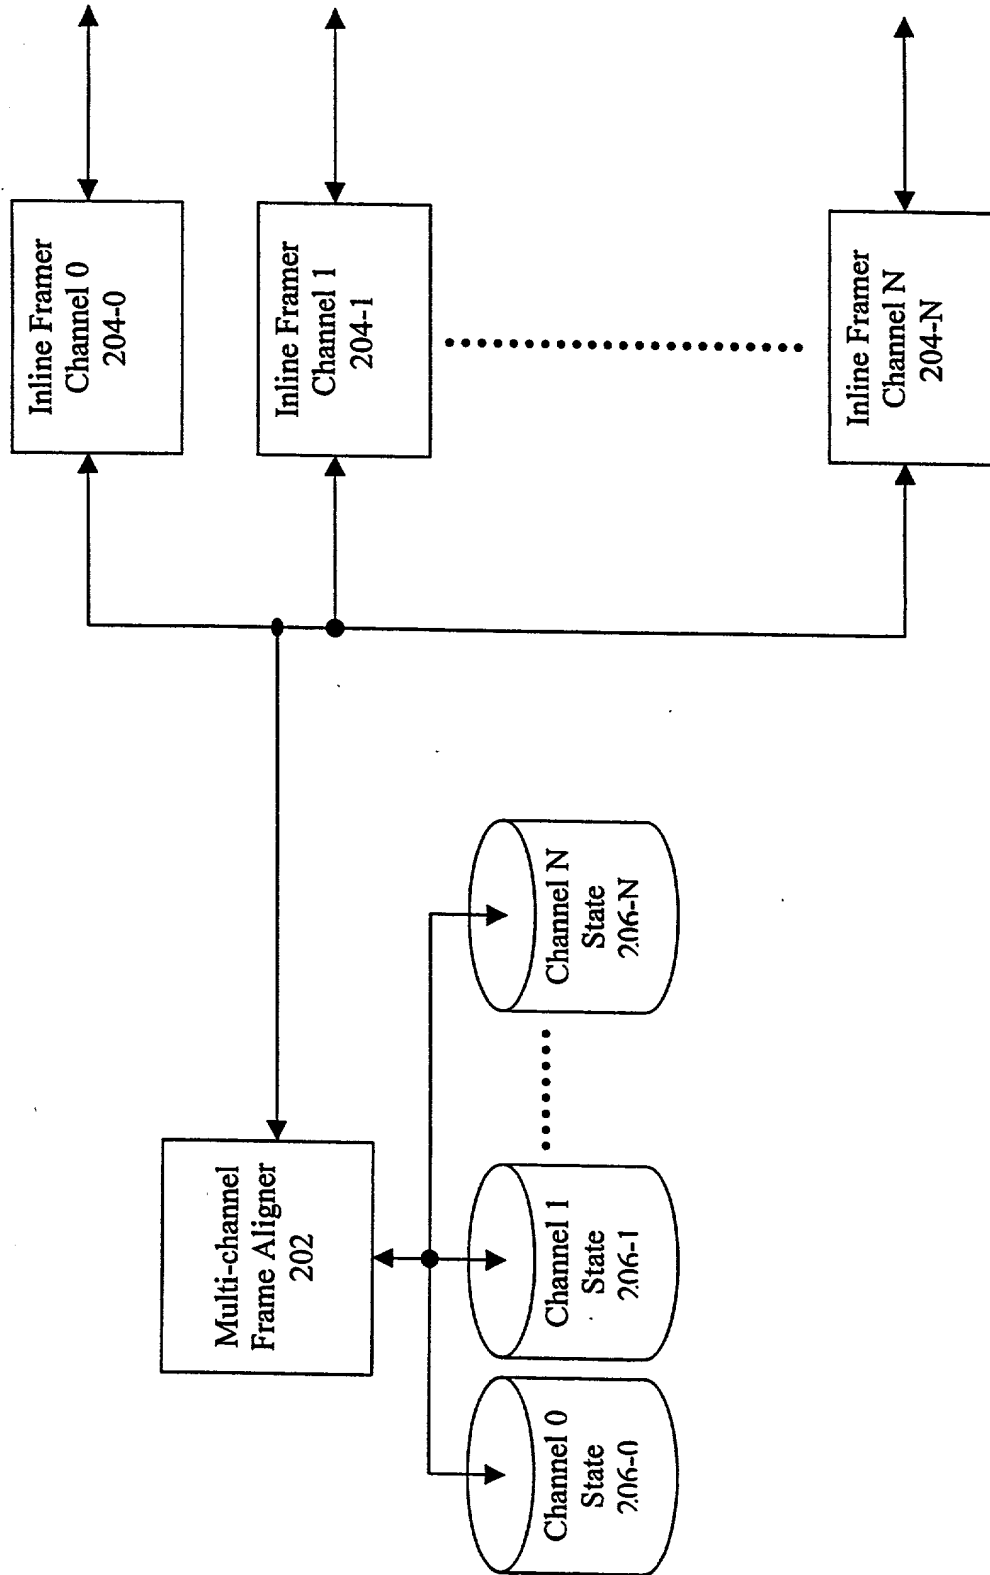 Inline Framer
Channel 0
204-0
Inline Framer
Channel 1
204-1
Inline Framer
Channel N
204-N
Multi-channel
Frame Aligner
202
Channel 0
State
206-0
Channel 1
State
206-1
Channel N
State
206-N